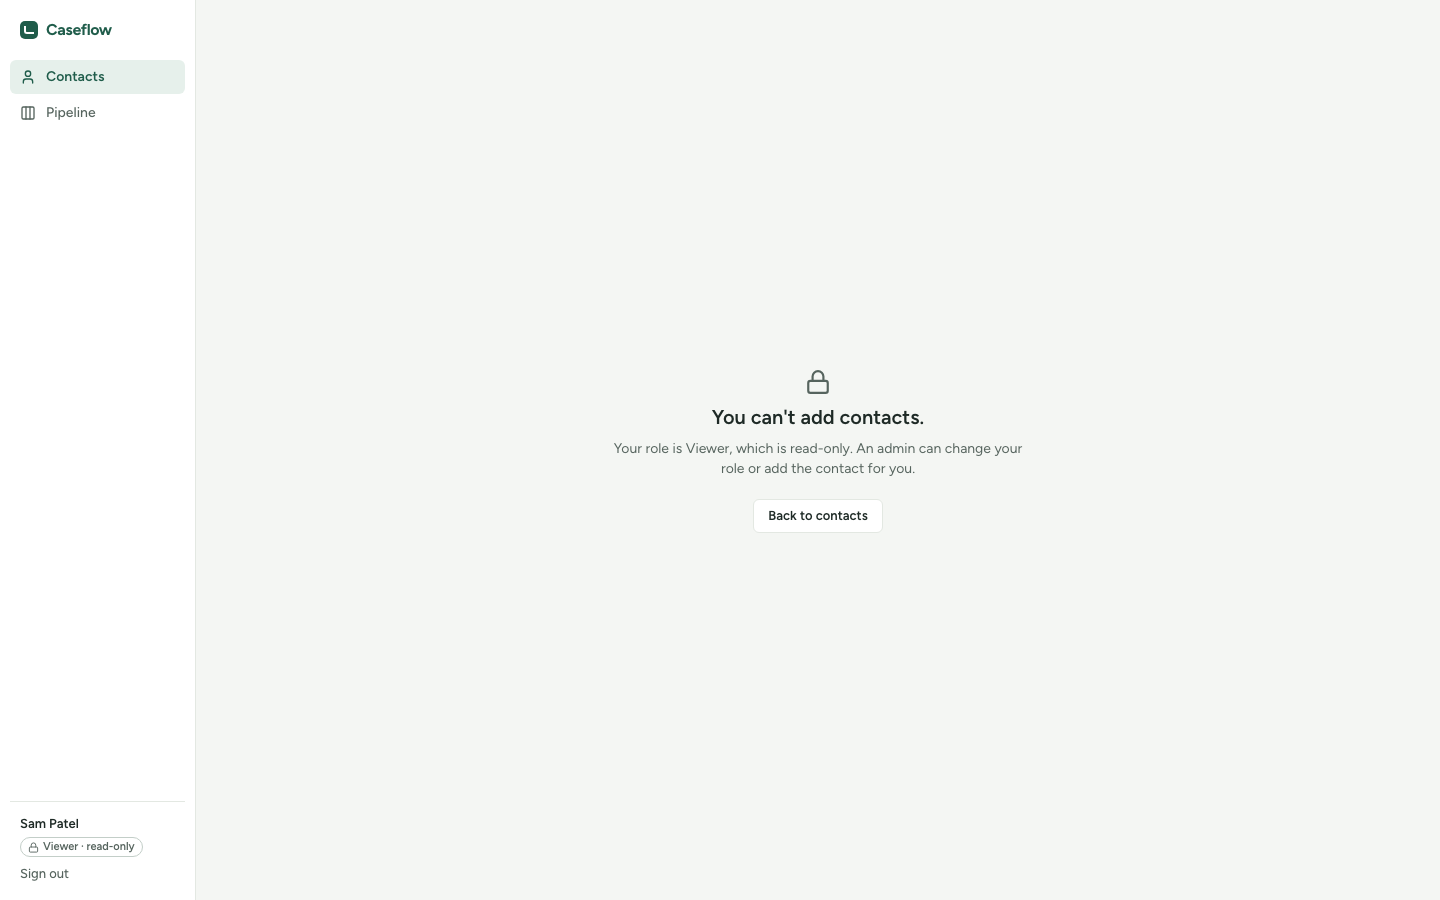 Caseflow
Contacts
Pipeline
You can't add contacts.
Your role is Viewer, which is read-only. An admin can change your
role or add the contact for you.
Back to contacts
Sam Patel
Viewer · read-only
Sign out